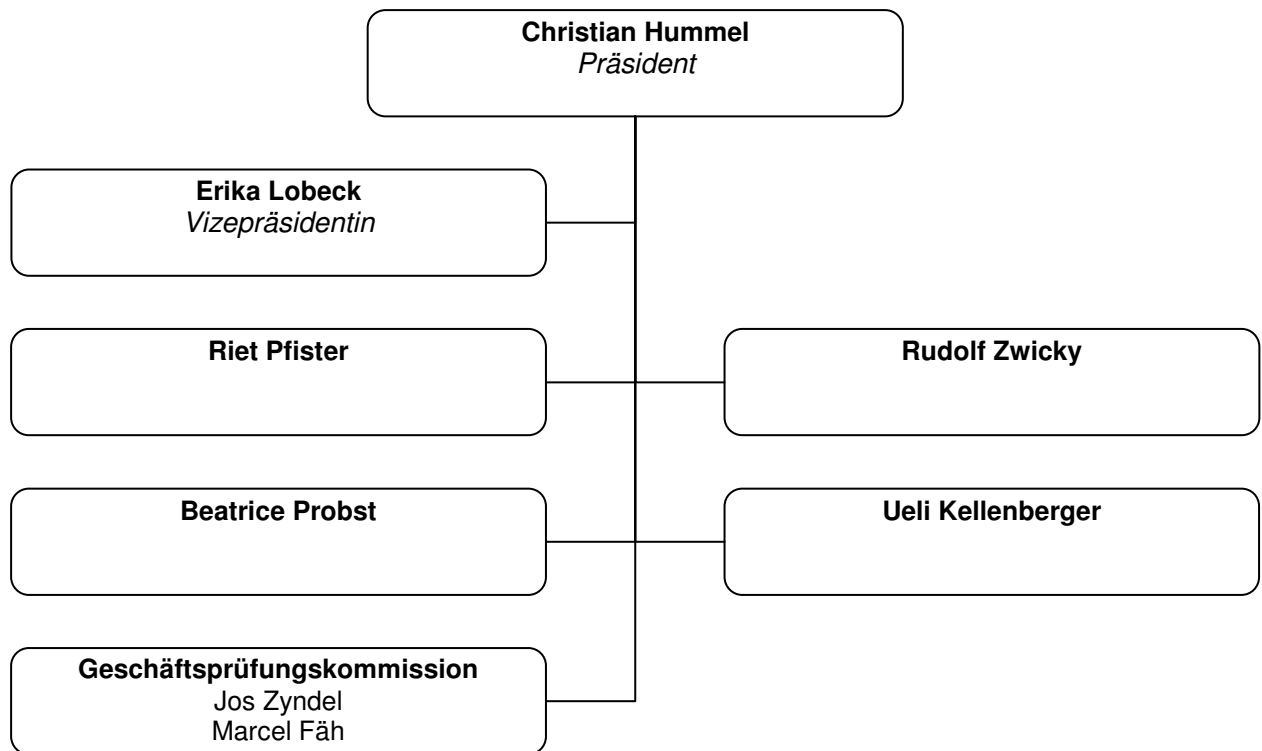 Christian Hummel
Präsident
Erika Lobeck
Vizepräsidentin
Riet Pfister
Rudolf Zwicky
Beatrice Probst
Ueli Kellenberger
Geschäftsprüfungskommission
Jos Zyndel
Marcel Fäh